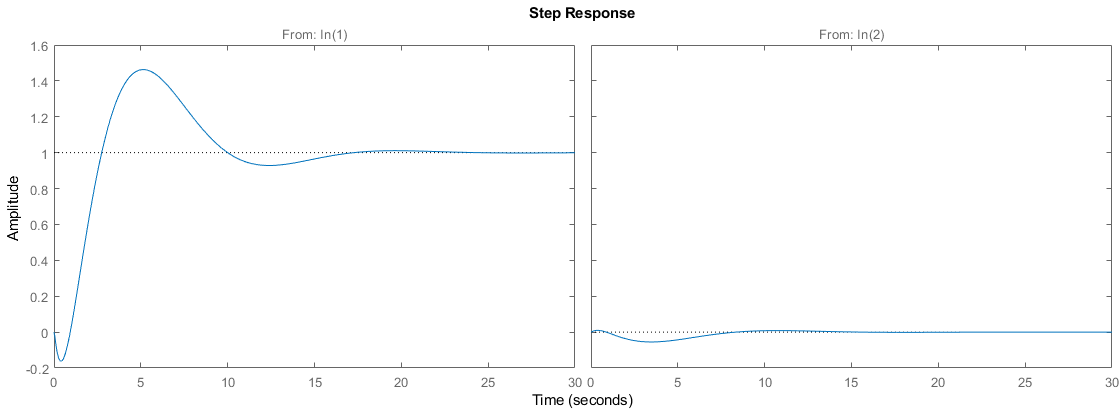 Step Response
From: In(1)
From: In(2)
1.6
1.4
1.2
1
0.8
0.6
0.4
0.2
0
-0.2
Amplitude
0 5 10 15 20 25 30
0 5 10 15 20 25 30
Time (seconds)